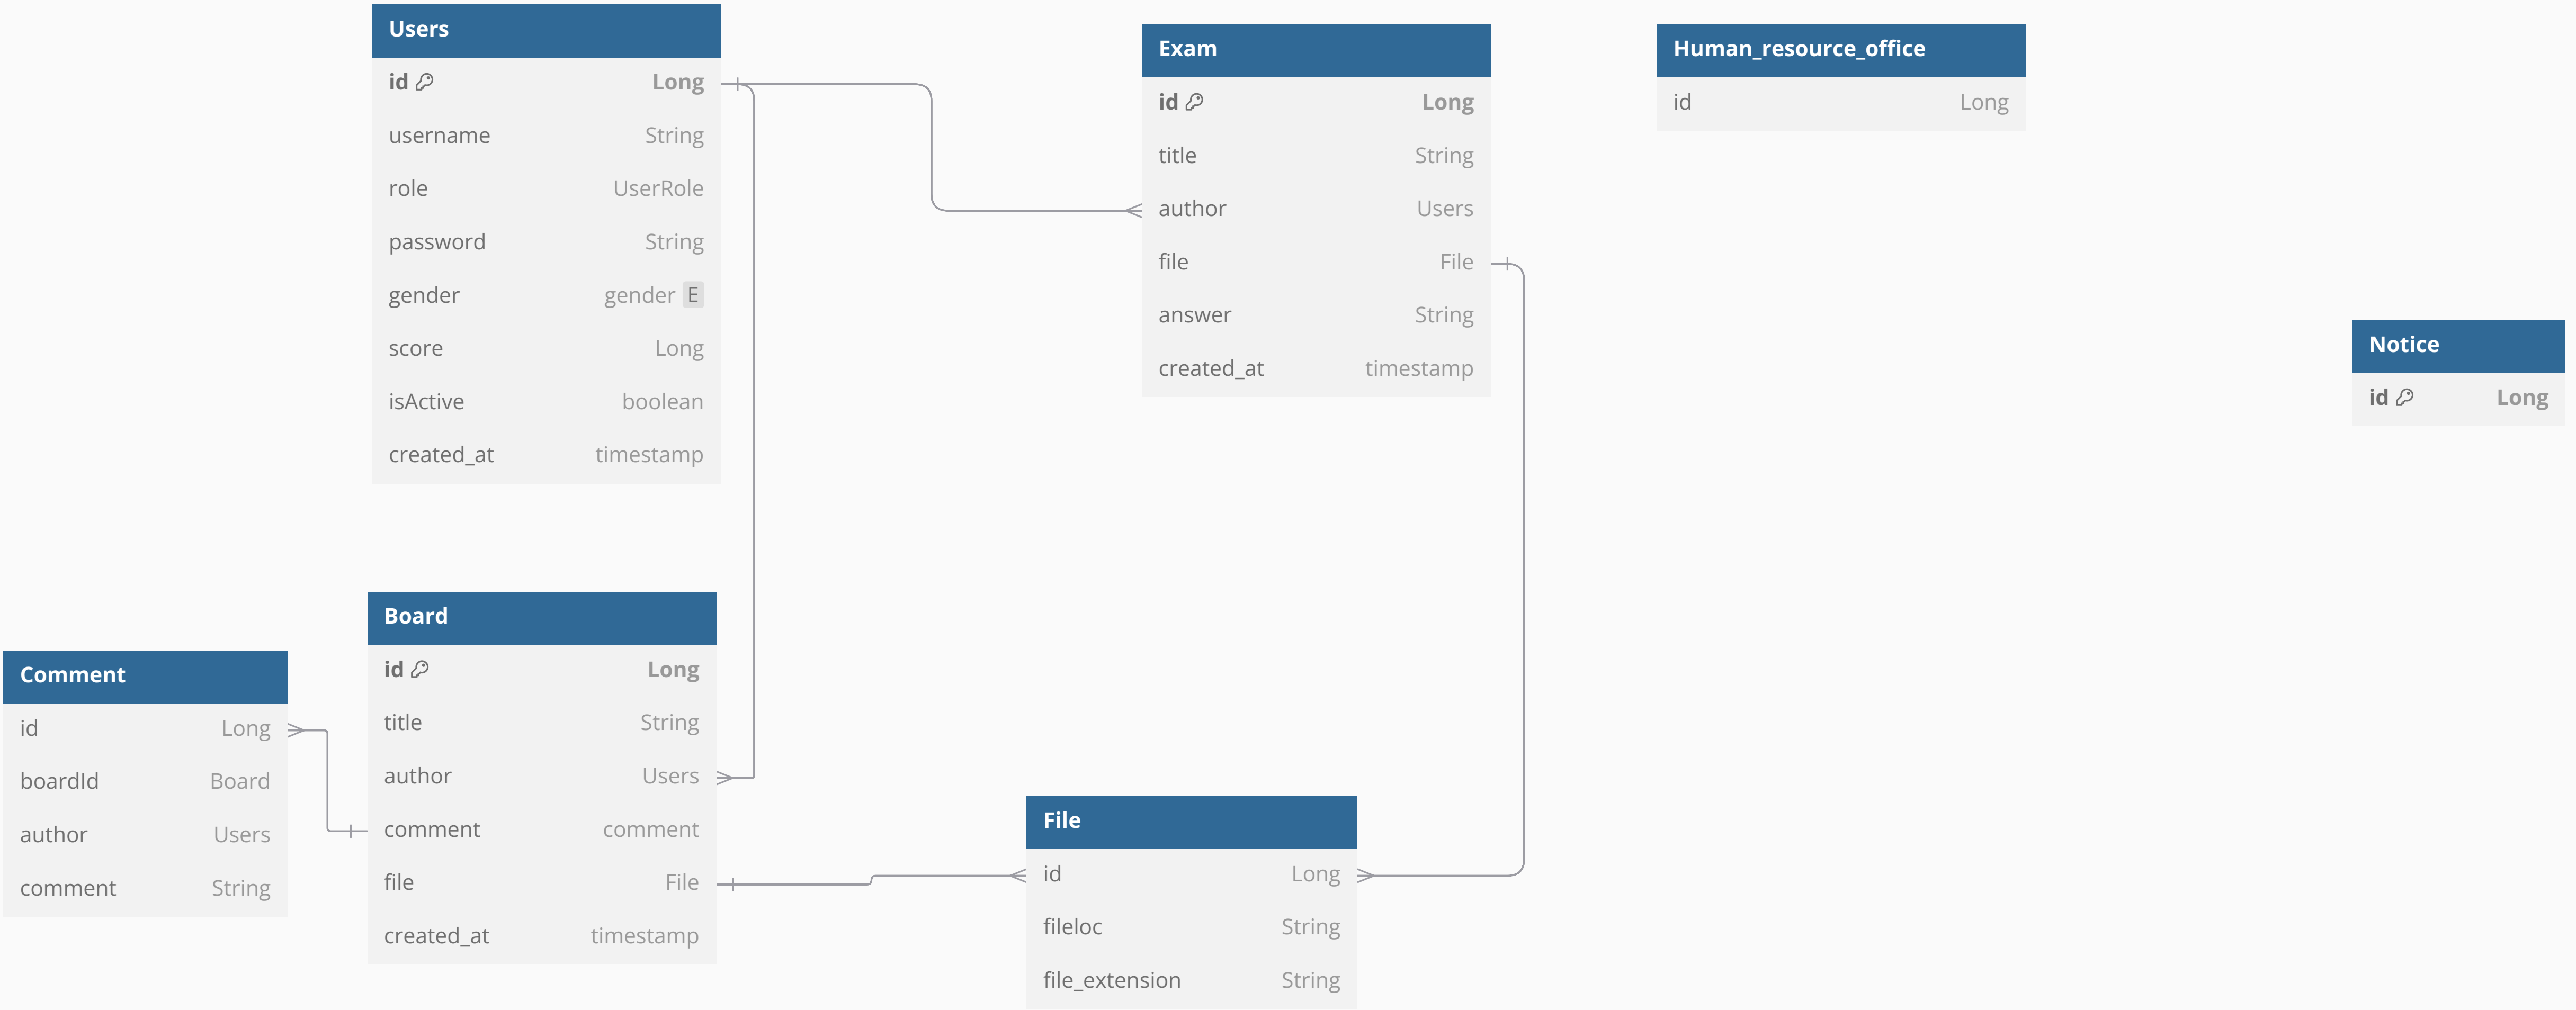 Users
id Long
username String
role UserRole
password String
gender gender E
score Long
isActive boolean
created_at timestamp
Exam
id Long
title String
author Users
file File
answer String
created_at timestamp
Human_resource_office
id Long
Notice
id Long
Board
id Long
title String
author Users
comment comment
file File
created_at timestamp
Comment
id Long
boardId Board
author Users
comment String
File
id Long
fileloc String
file_extension String